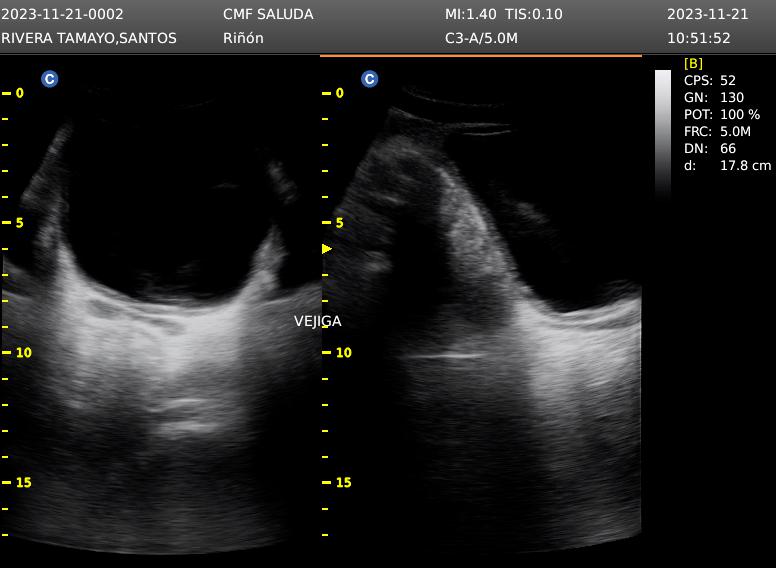 2023-11-21-0002 CMF SALUDA MI:1.40 TIS:0.10 2023-11-21
RIVERA TAMAYO,SANTOS Riñón C3-A/5.0M 10:51:52
[B]
CPS: 52
GN: 130
POT: 100 %
FRC: 5.0M
DN: 66
d: 17.8 cm
C C
0 0
5 5
VEJIGA
10 10
15 15